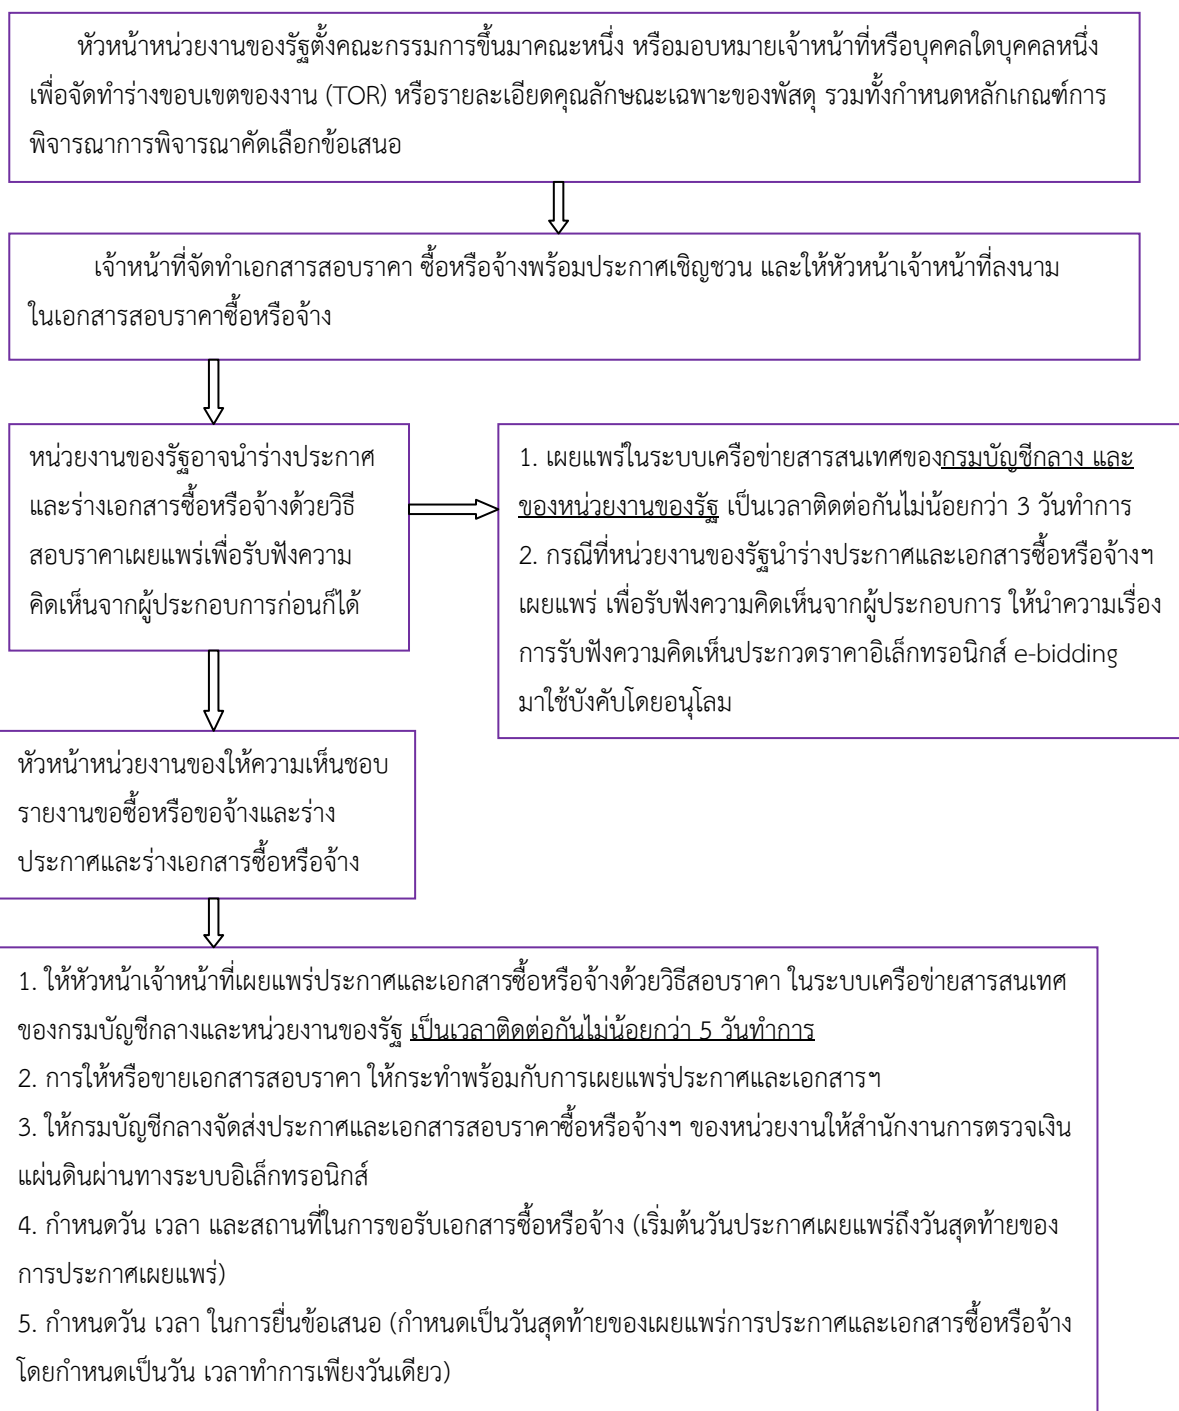 หัวหน้าหน่วยงานของรัฐตั้งคณะกรรมการขึ้นมาคณะหนึ่ง หรือมอบหมายเจ้าหน้าที่หรือบุคคลใดบุคคลหนึ่ง
เพื่อจัดทำร่างขอบเขตของงาน (TOR) หรือรายละเอียดคุณลักษณะเฉพาะของพัสดุ รวมทั้งกำหนดหลักเกณฑ์การ
พิจารณาการพิจารณาคัดเลือกข้อเสนอ
เจ้าหน้าที่จัดทำเอกสารสอบราคา ซื้อหรือจ้างพร้อมประกาศเชิญชวน และให้หัวหน้าเจ้าหน้าที่ลงนาม
ในเอกสารสอบราคาซื้อหรือจ้าง
หน่วยงานของรัฐอาจนำร่างประกาศ
และร่างเอกสารซื้อหรือจ้างด้วยวิธี
สอบราคาเผยแพร่เพื่อรับฟังความ
คิดเห็นจากผู้ประกอบการก่อนก็ได้
1. เผยแพร่ในระบบเครือข่ายสารสนเทศของกรมบัญชีกลาง และ
ของหน่วยงานของรัฐ เป็นเวลาติดต่อกันไม่น้อยกว่า 3 วันทำการ
2. กรณีที่หน่วยงานของรัฐนำร่างประกาศและเอกสารซื้อหรือจ้างฯ
เผยแพร่ เพื่อรับฟังความคิดเห็นจากผู้ประกอบการ ให้นำความเรื่อง
การรับฟังความคิดเห็นประกวดราคาอิเล็กทรอนิกส์ e-bidding
มาใช้บังคับโดยอนุโลม
หัวหน้าหน่วยงานของให้ความเห็นชอบ
รายงานขอซื้อหรือขอจ้างและร่าง
ประกาศและร่างเอกสารซื้อหรือจ้าง
1. ให้หัวหน้าเจ้าหน้าที่เผยแพร่ประกาศและเอกสารซื้อหรือจ้างด้วยวิธีสอบราคา ในระบบเครือข่ายสารสนเทศ
ของกรมบัญชีกลางและหน่วยงานของรัฐ เป็นเวลาติดต่อกันไม่น้อยกว่า 5 วันทำการ
2. การให้หรือขายเอกสารสอบราคา ให้กระทำพร้อมกับการเผยแพร่ประกาศและเอกสารฯ
3. ให้กรมบัญชีกลางจัดส่งประกาศและเอกสารสอบราคาซื้อหรือจ้างฯ ของหน่วยงานให้สำนักงานการตรวจเงิน
แผ่นดินผ่านทางระบบอิเล็กทรอนิกส์
4. กำหนดวัน เวลา และสถานที่ในการขอรับเอกสารซื้อหรือจ้าง (เริ่มต้นวันประกาศเผยแพร่ถึงวันสุดท้ายของ
การประกาศเผยแพร่)
5. กำหนดวัน เวลา ในการยื่นข้อเสนอ (กำหนดเป็นวันสุดท้ายของเผยแพร่การประกาศและเอกสารซื้อหรือจ้าง
โดยกำหนดเป็นวัน เวลาทำการเพียงวันเดียว)